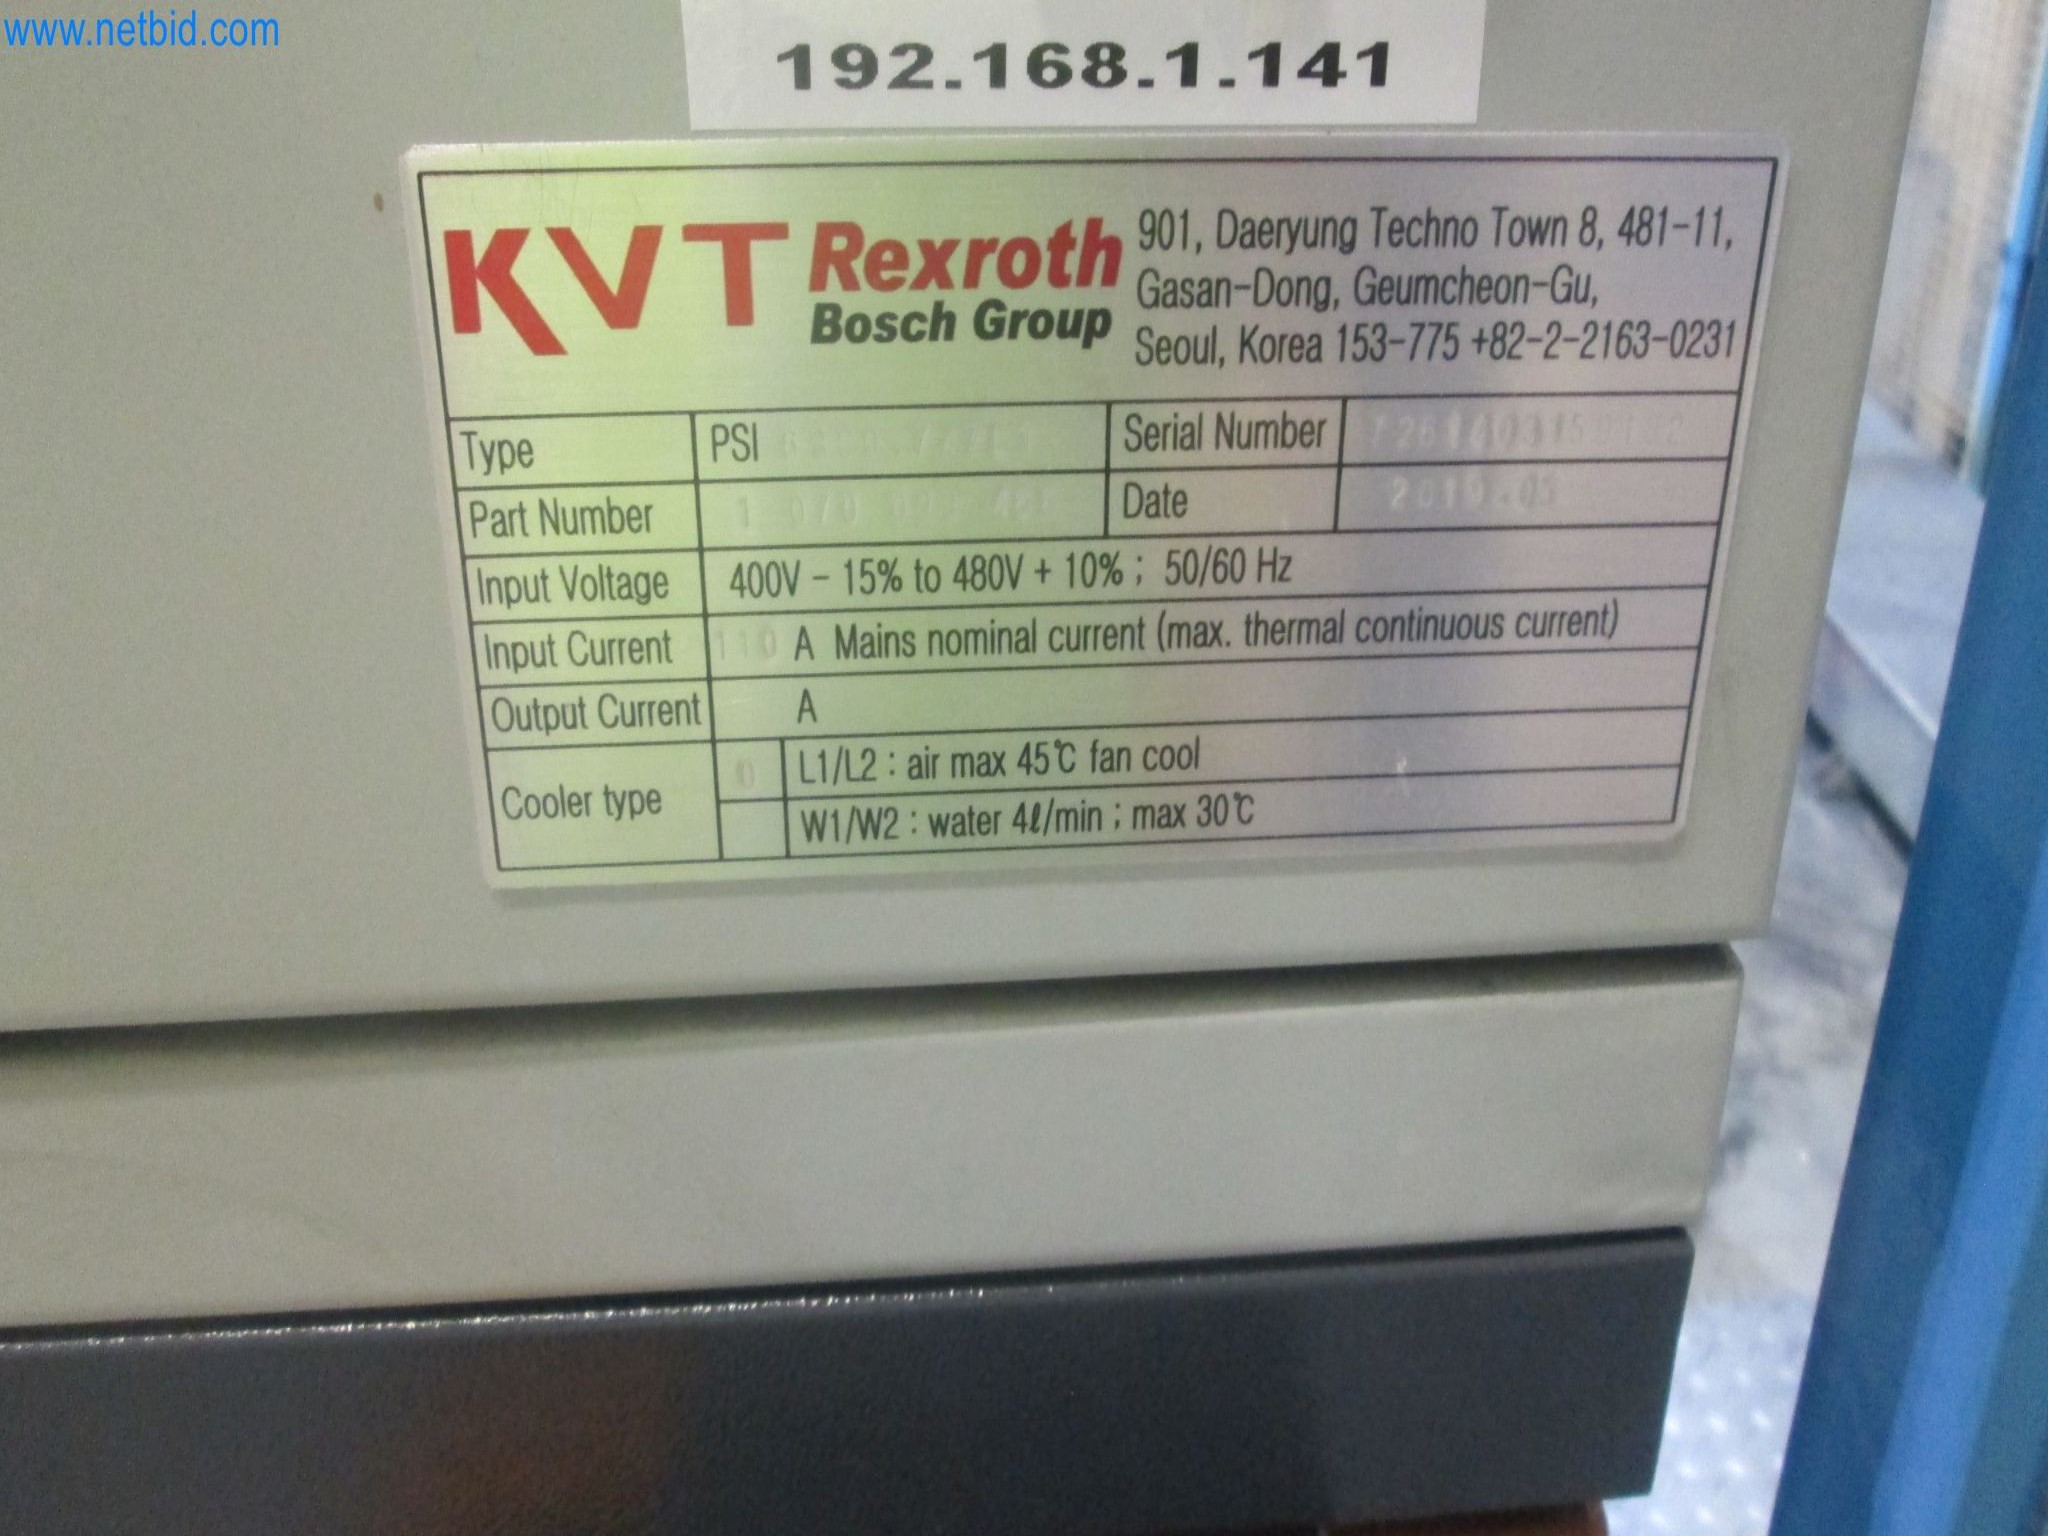 www.netbid.com
192.168.1.141
KVT Rexroth
Bosch Group
901, Daeryung Techno Town 8, 481-11,
Gasan-Dong, Geumcheon-Gu,
Seoul, Korea 153-775 +82-2-2163-0231
Type PSI Serial Number
Part Number Date
Input Voltage 400V - 15% to 480V + 10% ; 50/60 Hz
Input Current 110 A Mains nominal current (max. thermal continuous current)
Output Current A
Cooler type 0 L1/L2 : air max 45℃ fan cool
W1/W2 : water 4ℓ/min ; max 30℃